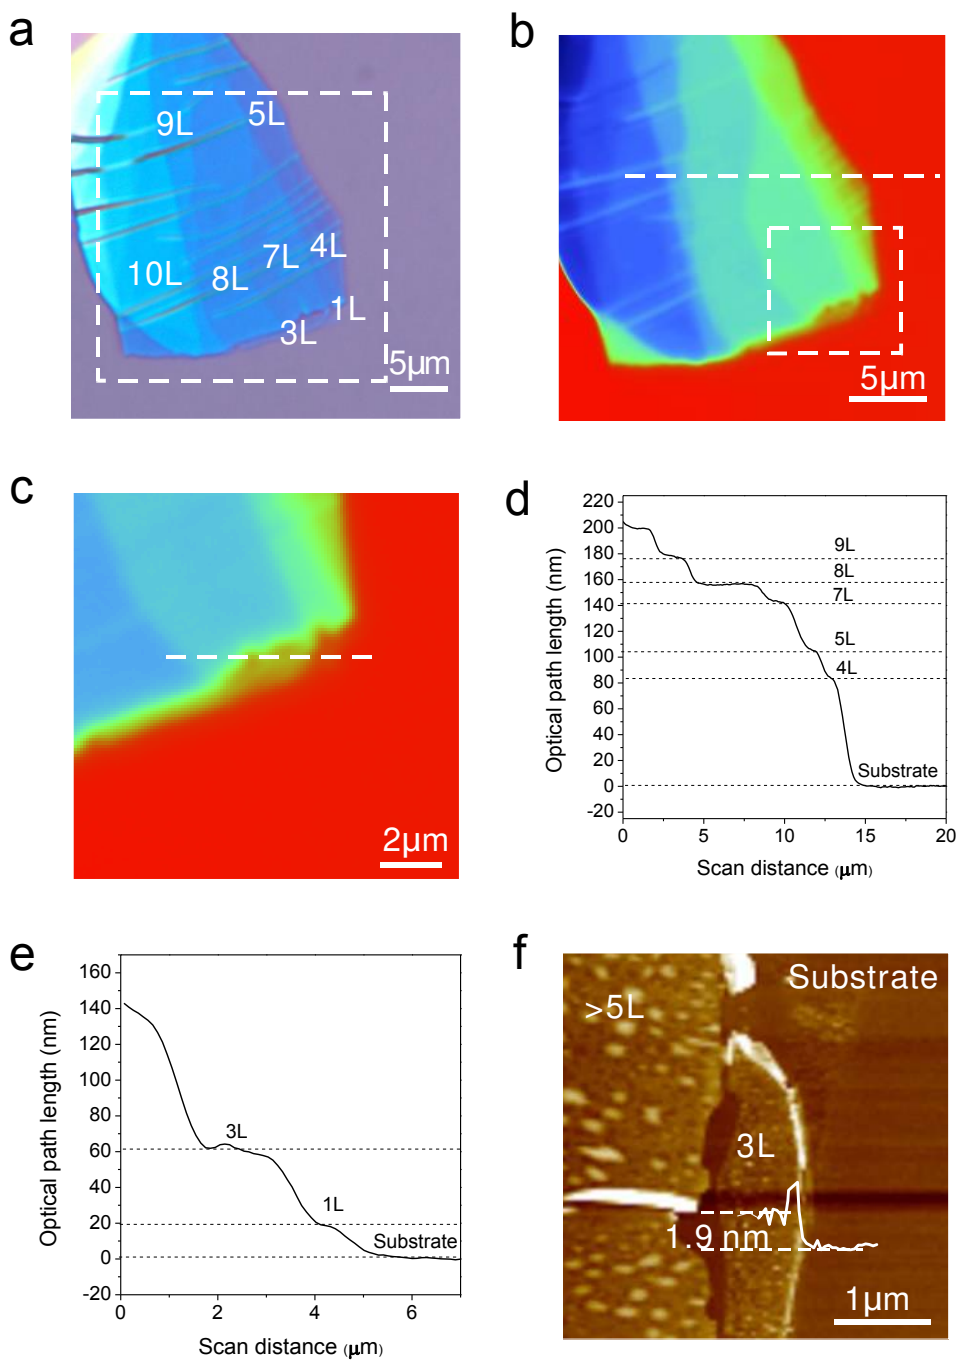 a
9L
5L
10L
8L
7L
4L
3L
1L
5μm
b
5μm
c
2μm
d
Optical path length (nm)
220
200
180
160
140
120
100
80
60
40
20
0
-20
9L
8L
7L
5L
4L
Substrate
0
5
10
15
20
Scan distance (μm)
e
Optical path length (nm)
160
140
120
100
80
60
40
20
0
-20
3L
1L
Substrate
0
2
4
6
Scan distance (μm)
f
Substrate
>5L
3L
1.9 nm
1μm